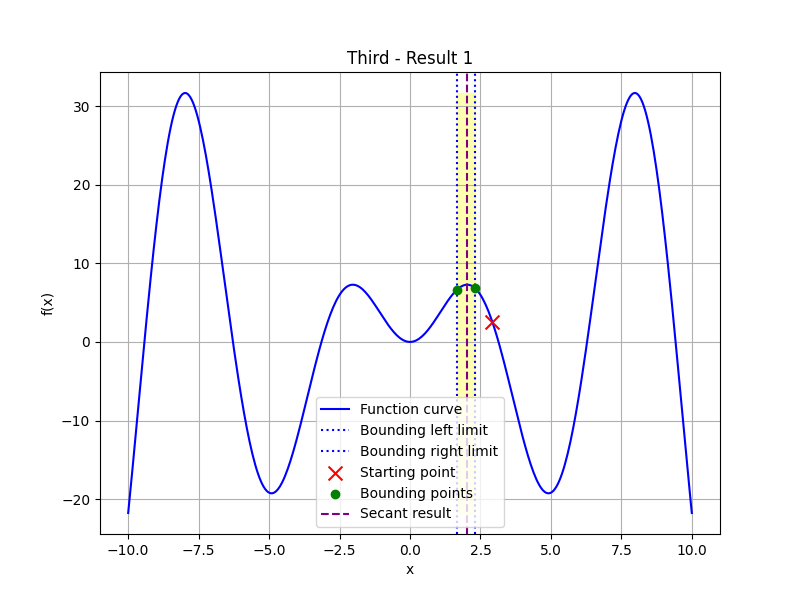 Third - Result 1
f(x)
30
20
10
0
−10
−20
Function curve
Bounding left limit
Bounding right limit
Starting point
Bounding points
Secant result
−10.0 −7.5 −5.0 −2.5 0.0 2.5 5.0 7.5 10.0
x